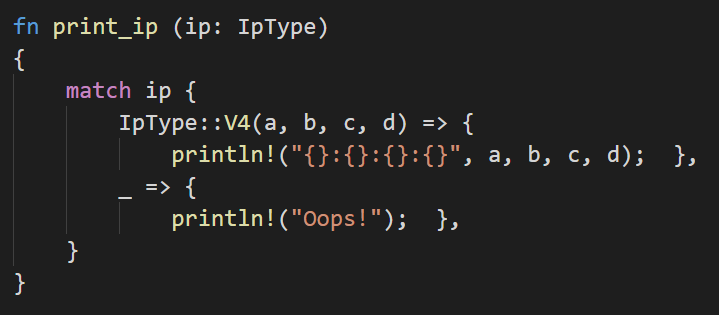 fn print_ip (ip: IpType)
{
    match ip {
        IpType::V4(a, b, c, d) => {
            println!("{}:{}:{}:{}", a, b, c, d);  },
        _ => {
            println!("Oops!");  },
    }
}